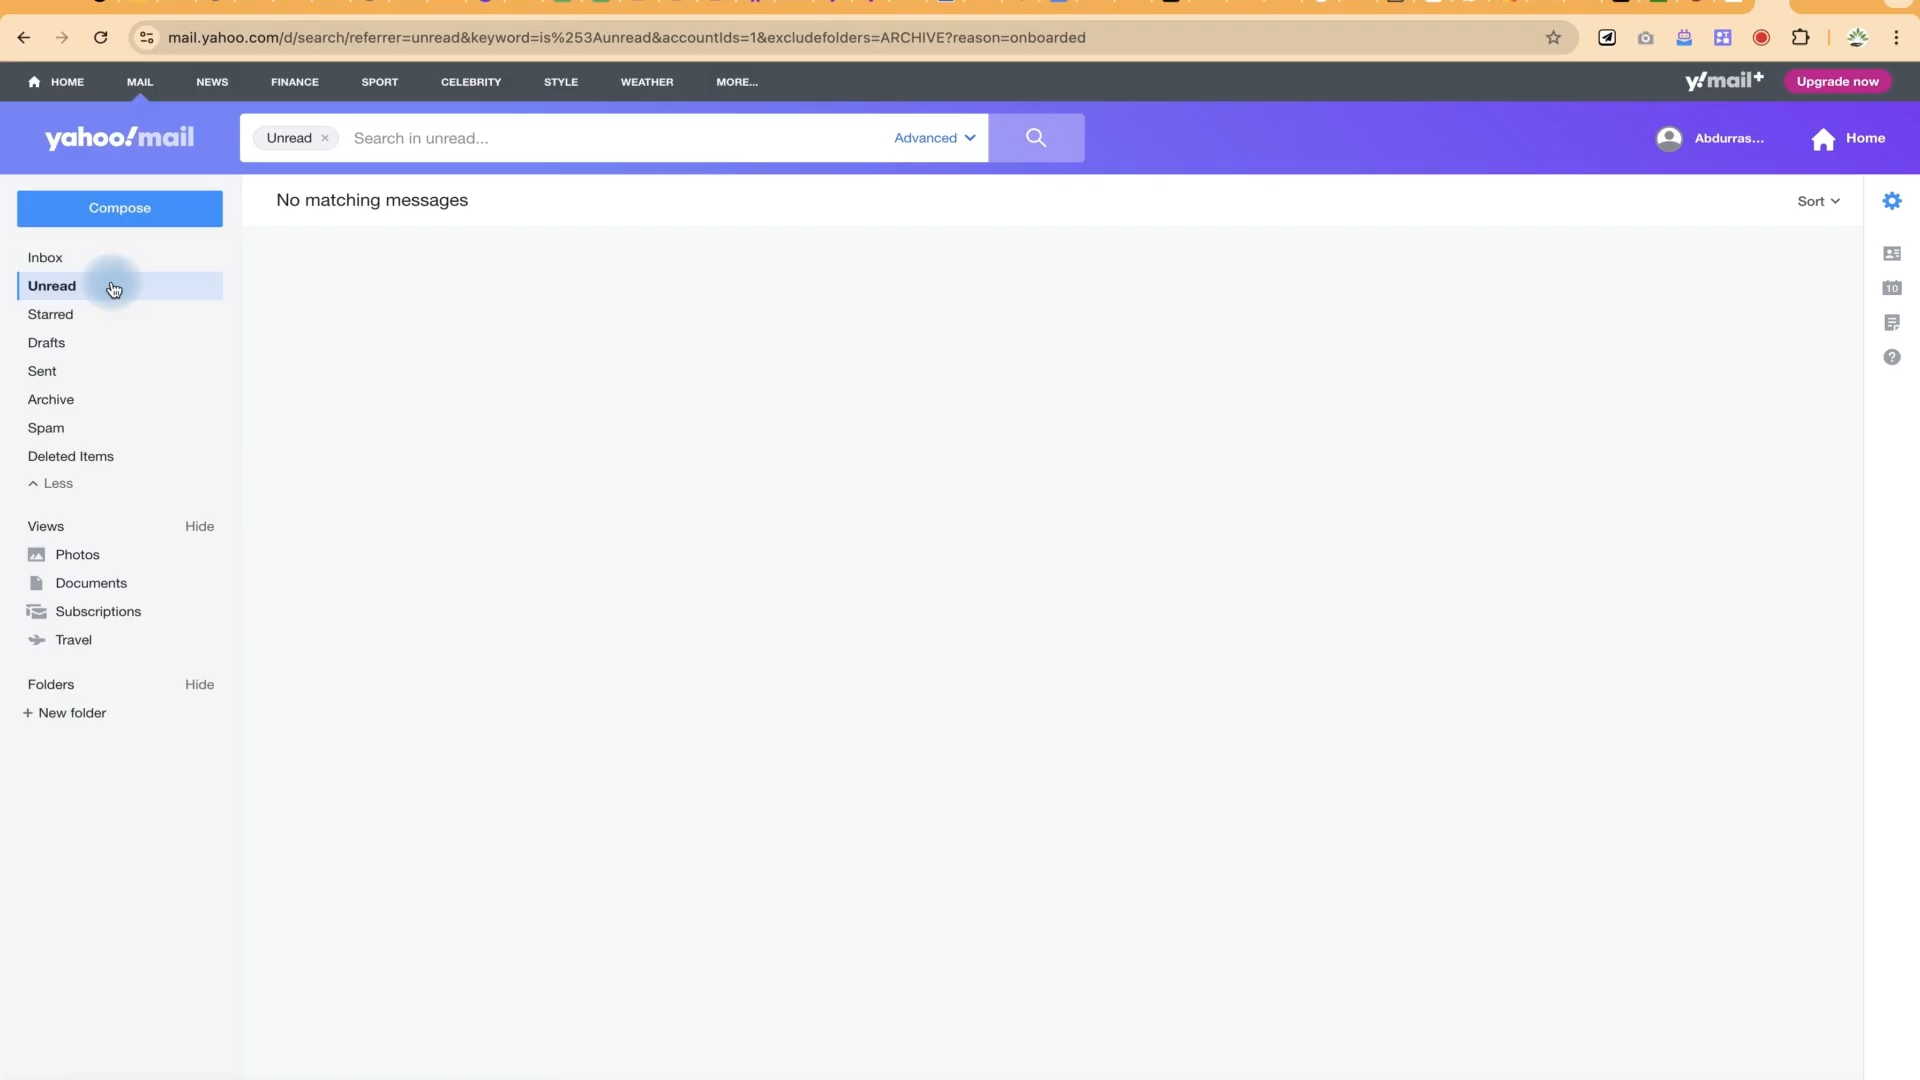 mail.yahoo.com/d/search/referrer=unread&keyword=is%253Aunread&accountIds=1&excludefolders=ARCHIVE?reason=onboarded
HOME MAIL NEWS FINANCE SPORT CELEBRITY STYLE WEATHER MORE... y!mail+ Upgrade now
yahoo!mail Unread × Search in unread... Advanced Abdurras... Home
Compose
No matching messages Sort
Inbox
Unread
Starred
Drafts
Sent
Archive
Spam
Deleted Items
Less
Views Hide
Photos
Documents
Subscriptions
Travel
Folders Hide
+ New folder
10
?